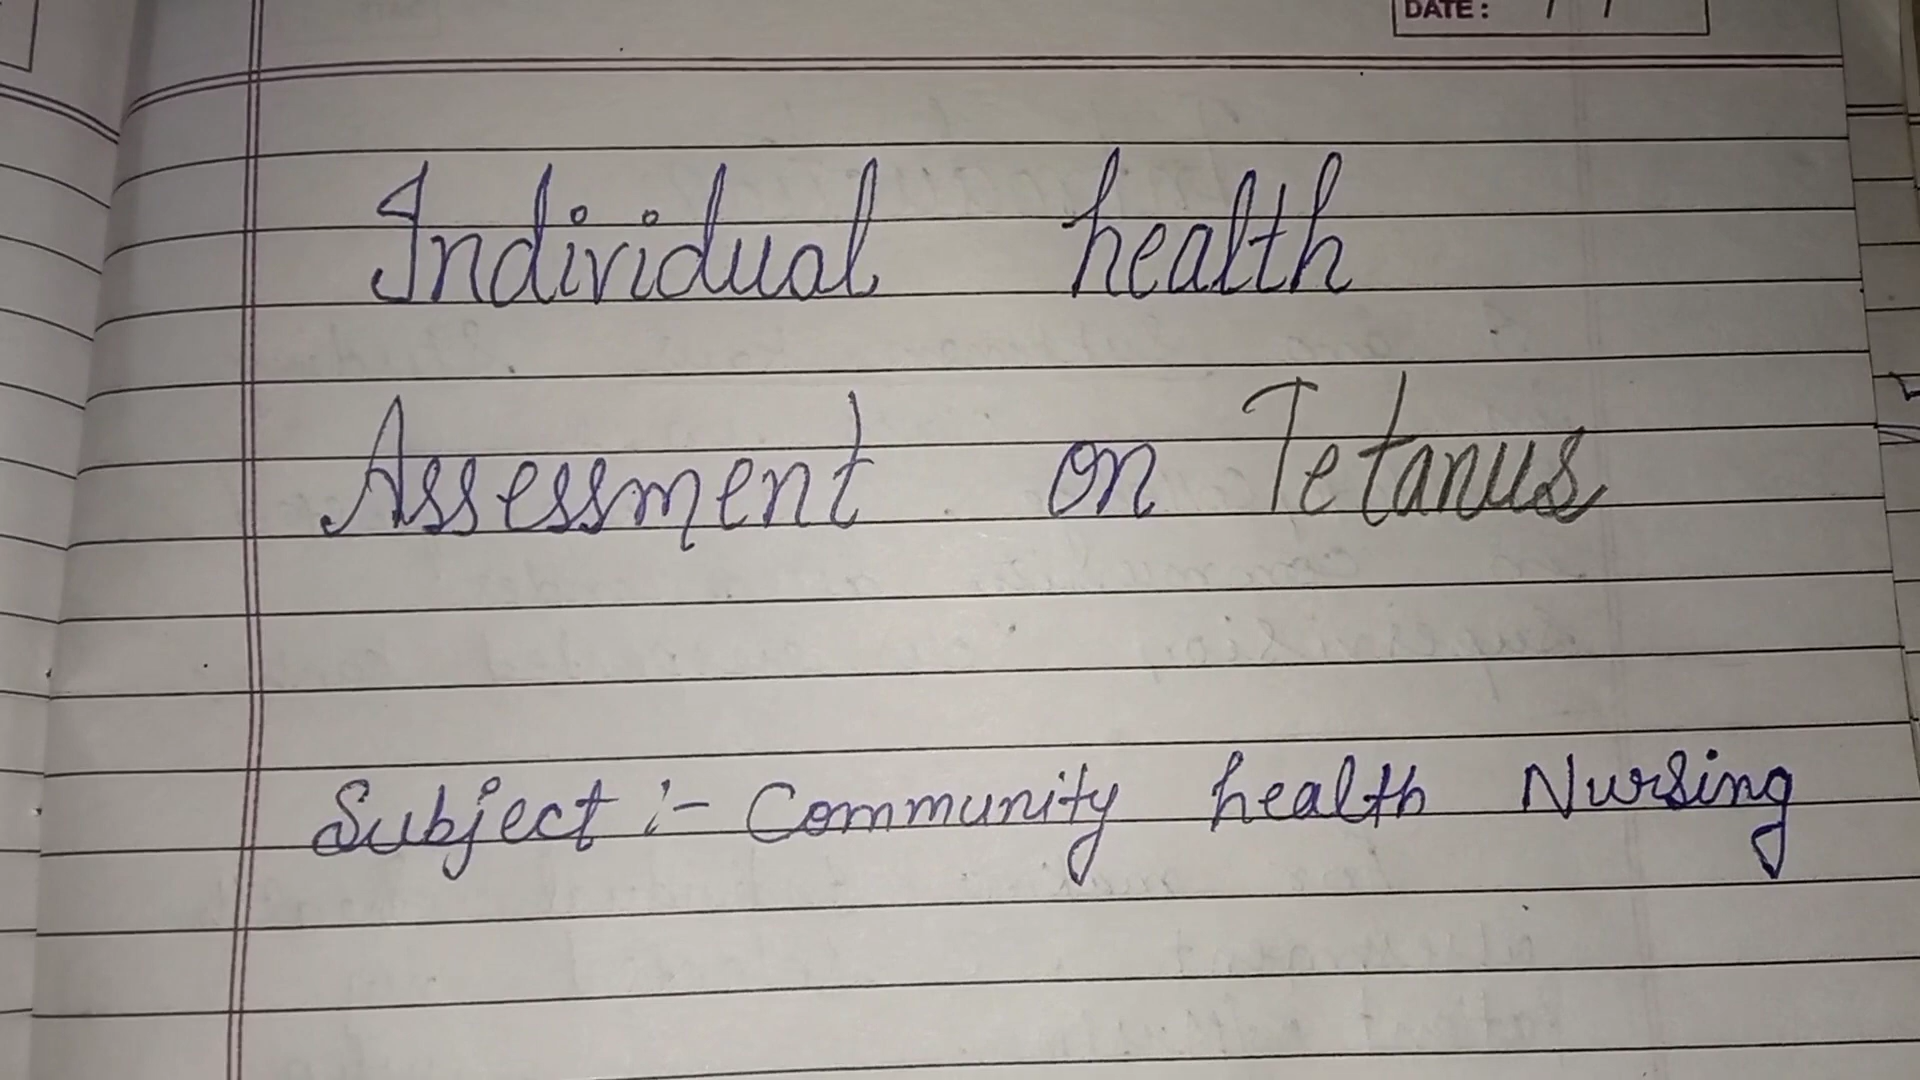 DATE: / /
Individual health
Assessment on Tetanus
Subject :- Community health Nursing